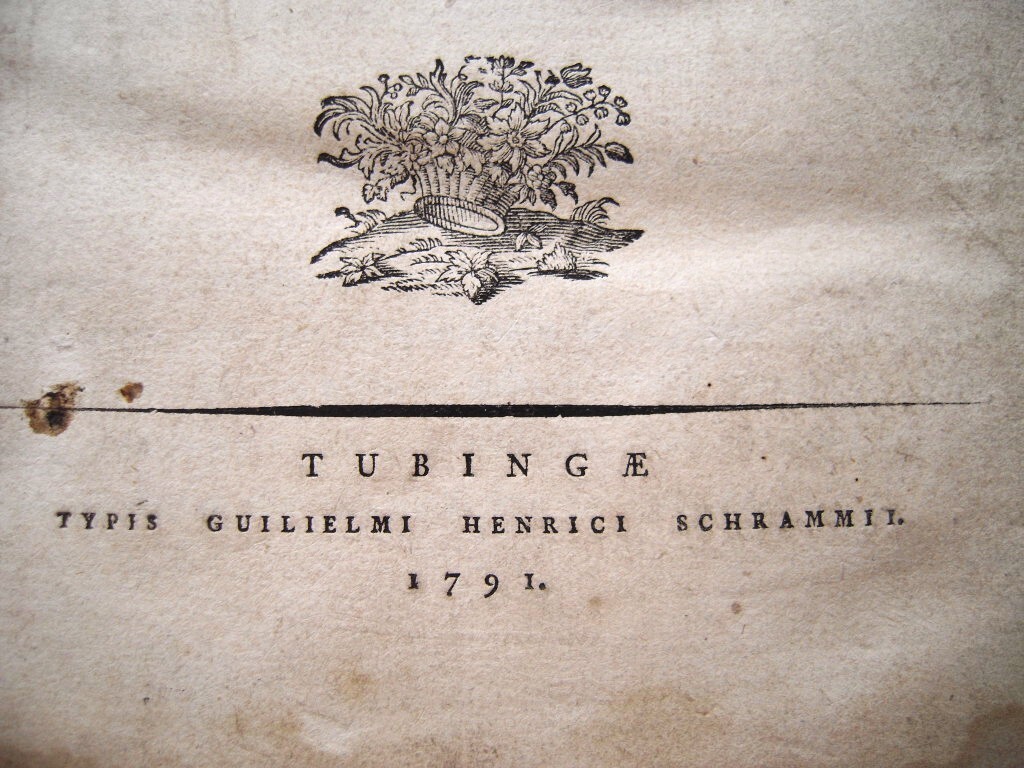 TUBINGÆ
TYPIS GUILIELMI HENRICI SCHRAMMII.
1791.